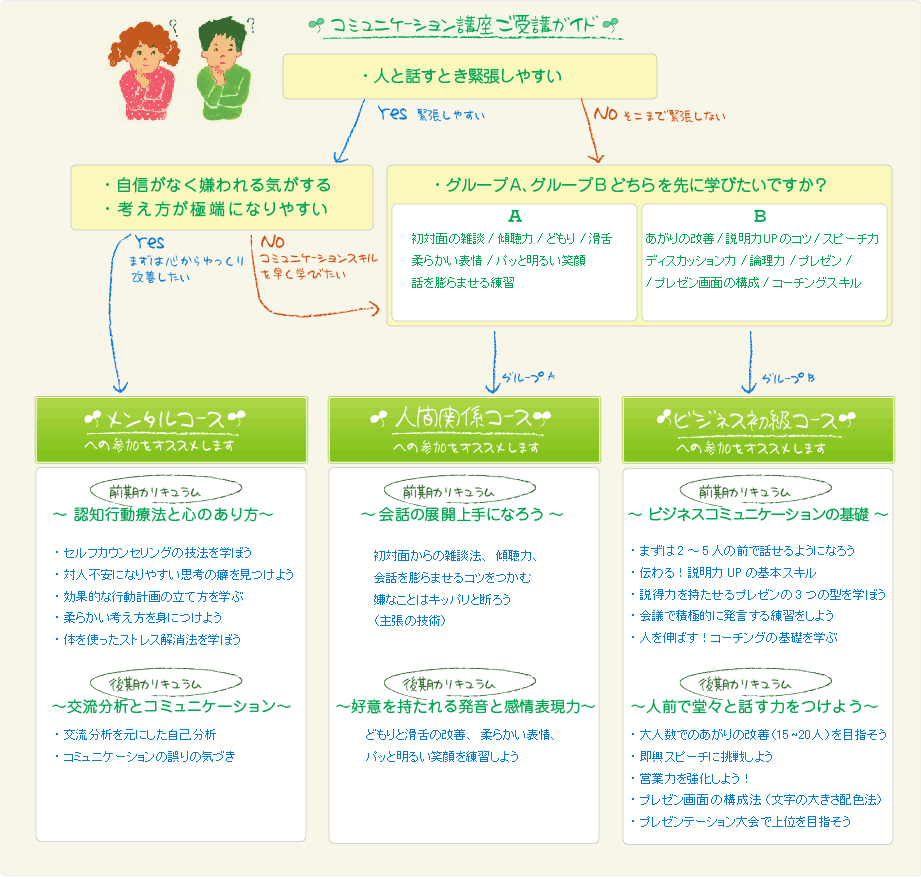 コミュニケーション講座ご受講ガイド
・人と話すとき緊張しやすい
Yes 緊張しやすい
No そこまで緊張しない
・自信がなく嫌われる気がする
・考え方が極端になりやすい
・グループA、グループBどちらを先に学びたいですか？
A
初対面の雑談 / 傾聴力 / どもり / 滑舌
柔らかい表情 / パッと明るい笑顔
話を膨らませる練習
B
あがりの改善 / 説明力UPのコツ / スピーチ力
ディスカッション力 / 論理力 / プレゼン /
/ プレゼン画面の構成 / コーチングスキル
Yes
まずは心からゆっくり
改善したい
No
コミュニケーションスキル
を早く学びたい
グループA
グループB
メンタルコース
への参加をオススメします
前期カリキュラム
～ 認知行動療法と心のあり方～
・セルフカウンセリングの技法を学ぼう
・対人不安になりやすい思考の癖を見つけよう
・効果的な行動計画の立て方を学ぶ
・柔らかい考え方を身につけよう
・体を使ったストレス解消法を学ぼう
後期カリキュラム
～交流分析とコミュニケーション～
・交流分析を元にした自己分析
・コミュニケーションの誤りの気づき
人間関係コース
への参加をオススメします
前期カリキュラム
～ 会話の展開上手になろう ～
初対面からの雑談法、傾聴力、
会話を膨らませるコツをつかむ
嫌なことはキッパリと断ろう
（主張の技術）
後期カリキュラム
～好意を持たれる発音と感情表現力～
どもりと滑舌の改善、柔らかい表情、
パッと明るい笑顔を練習しよう
ビジネス初級コース
への参加をオススメします
前期カリキュラム
～ ビジネスコミュニケーションの基礎 ～
・まずは２～５人の前で話せるようになろう
・伝わる！説明力 UP の基本スキル
・説得力を持たせるプレゼンの３つの型を学ぼう
・会議で積極的に発言する練習をしよう
・人を伸ばす！コーチングの基礎を学ぶ
後期カリキュラム
～人前で堂々と話す力をつけよう～
・大人数でのあがりの改善（15~20人）を目指そう
・即興スピーチに挑戦しよう
・営業力を強化しよう！
・プレゼン画面の構成法（文字の大きさ配色法）
・プレゼンテーション大会で上位を目指そう